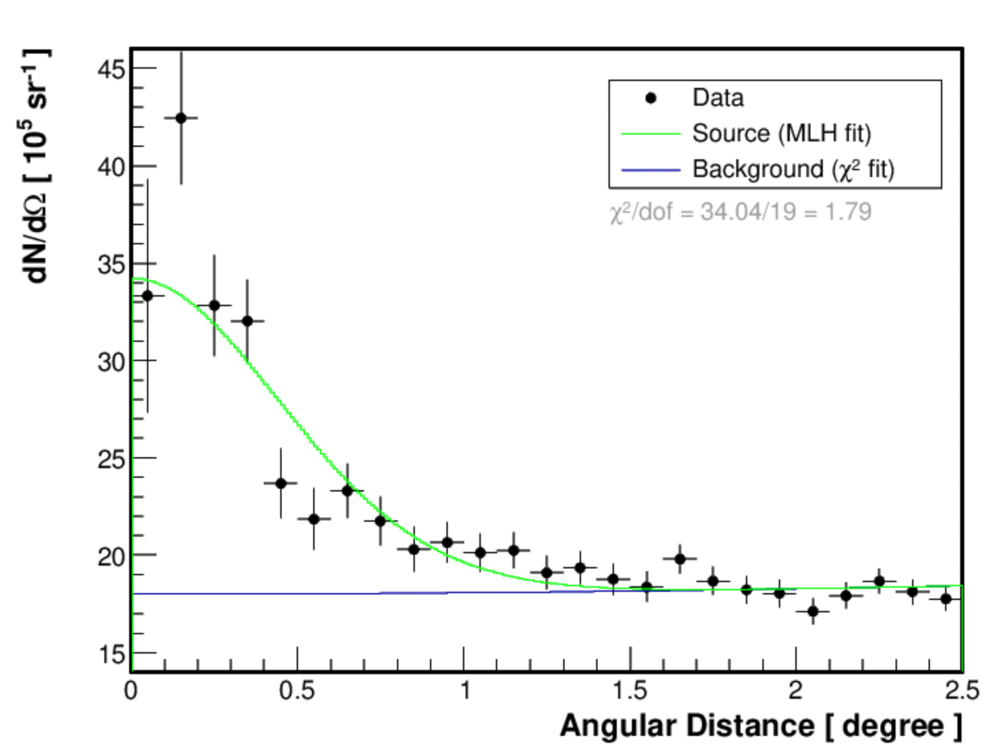 dN/dΩ [ 10⁵ sr⁻¹ ]
45
40
35
30
25
20
15
Data
Source (MLH fit)
Background (χ² fit)
χ²/dof = 34.04/19 = 1.79
0 0.5 1 1.5 2 2.5
Angular Distance [ degree ]